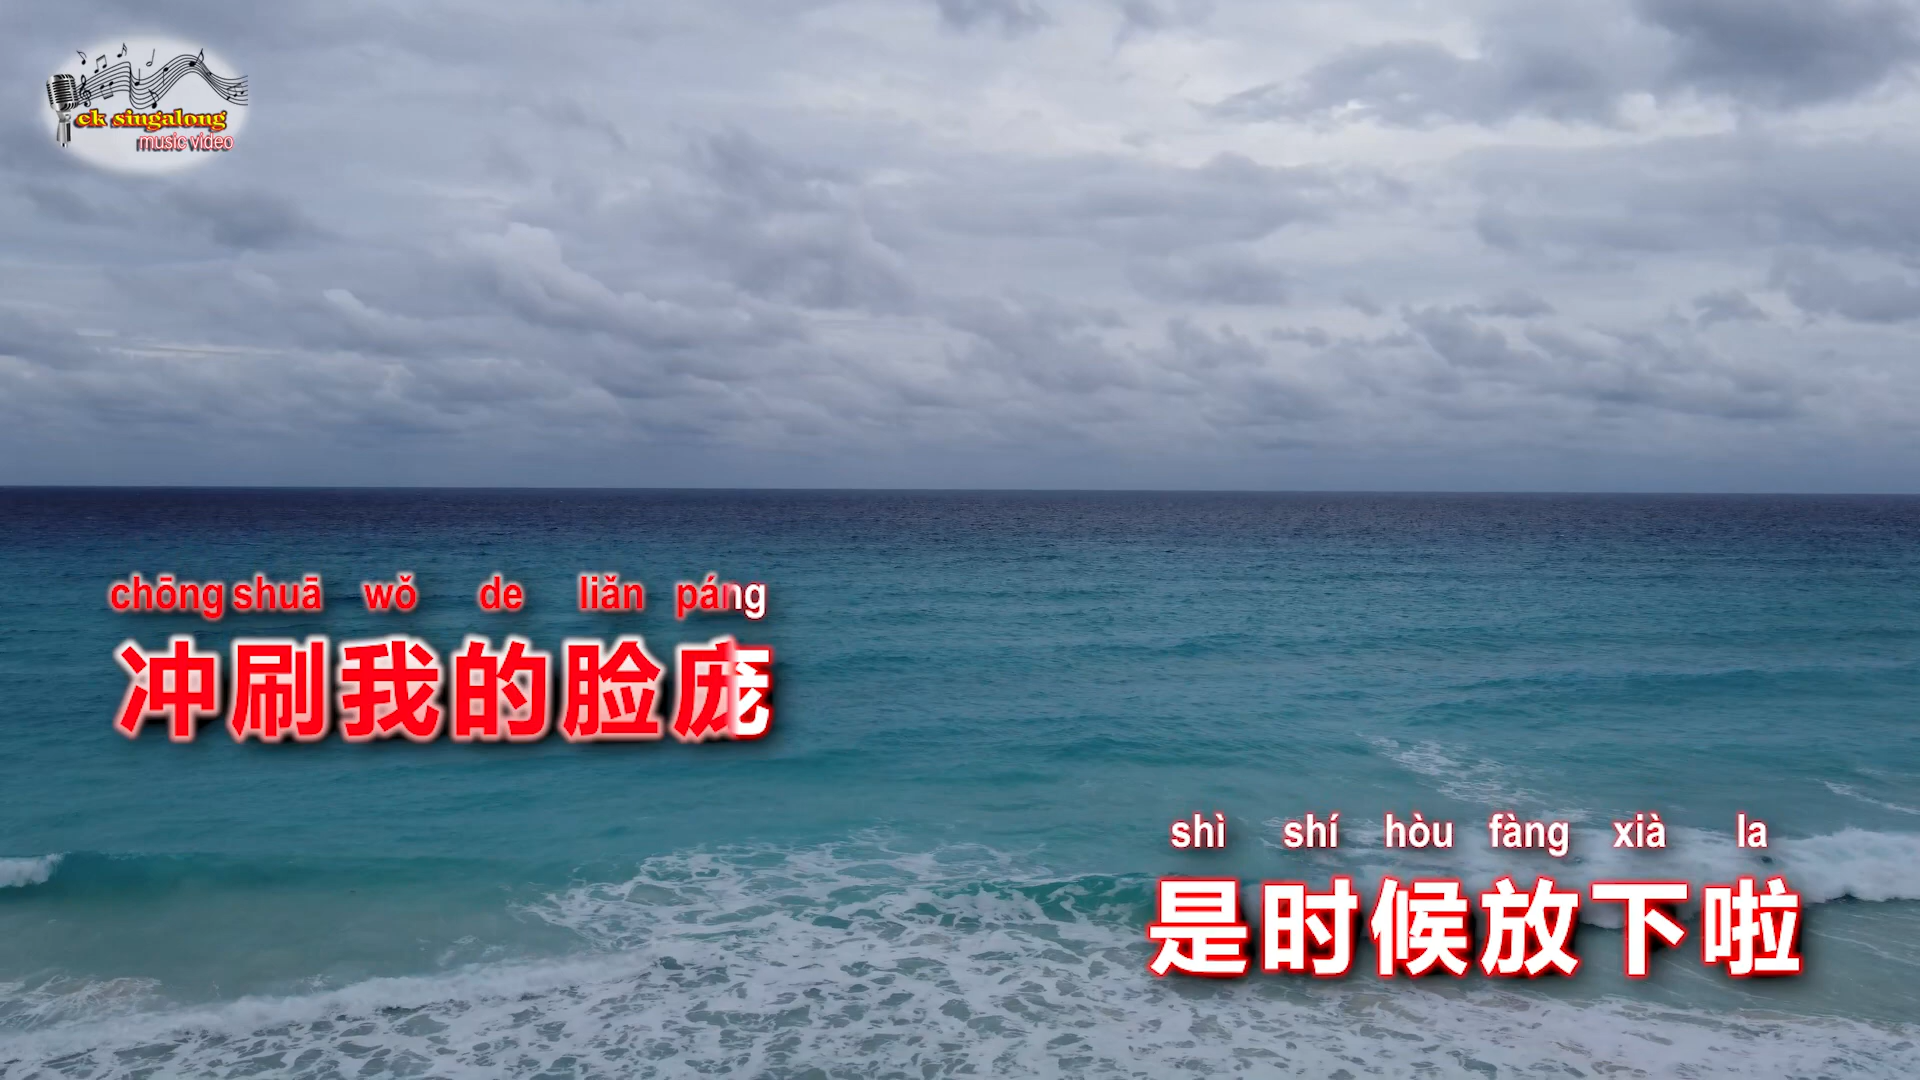 ck singalong
music video
chōng shuā wǒ de liǎn páng
冲刷我的脸庞
shì shí hòu fàng xià la
是时候放下啦